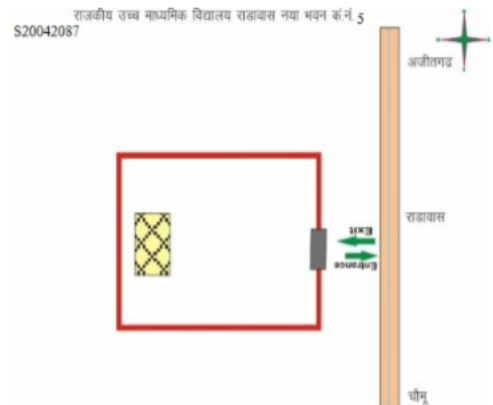 राजकीय उच्च माध्यमिक विद्यालय राडावास नया भवन कं.नं. 5
S20042087
अजीतगढ
राडावास
Exit
Entrance
चौमू